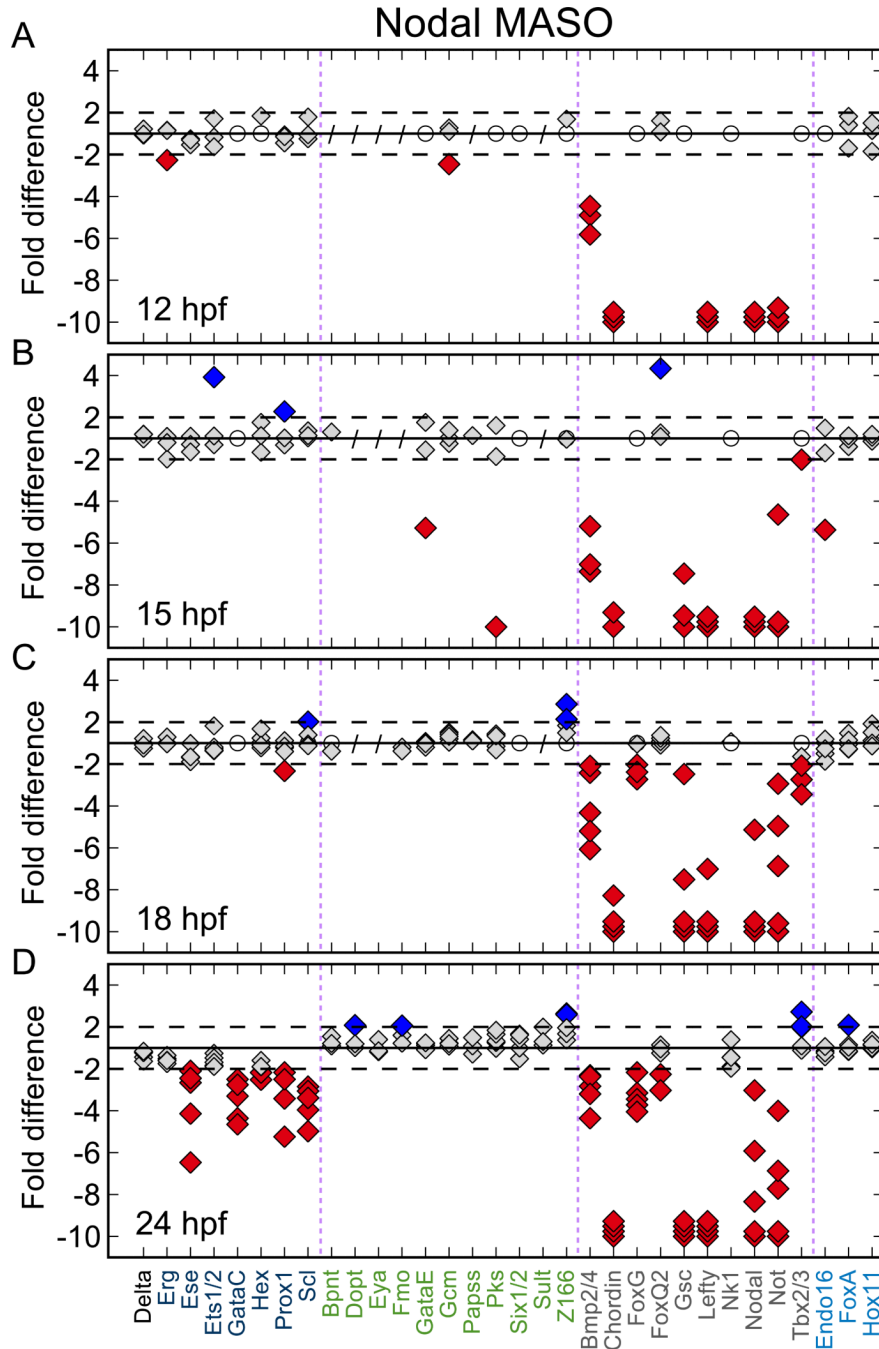 Nodal MASO
A
4
2
-2
-4
-6
-8
-10
Fold difference
12 hpf
B
4
2
-2
-4
-6
-8
-10
Fold difference
15 hpf
C
4
2
-2
-4
-6
-8
-10
Fold difference
18 hpf
D
4
2
-2
-4
-6
-8
-10
Fold difference
24 hpf
Delta
Erg
Ese
Ets1/2
GataC
Hex
Prox1
Scl
Bpnt
Dopt
Eya
Fmo
GataE
Gcm
Papss
Pks
Six1/2
Sult
Z166
Bmp2/4
Chordin
FoxG
FoxQ2
Gsc
Lefty
Nk1
Nodal
Not
Tbx2/3
Endo16
FoxA
Hox11